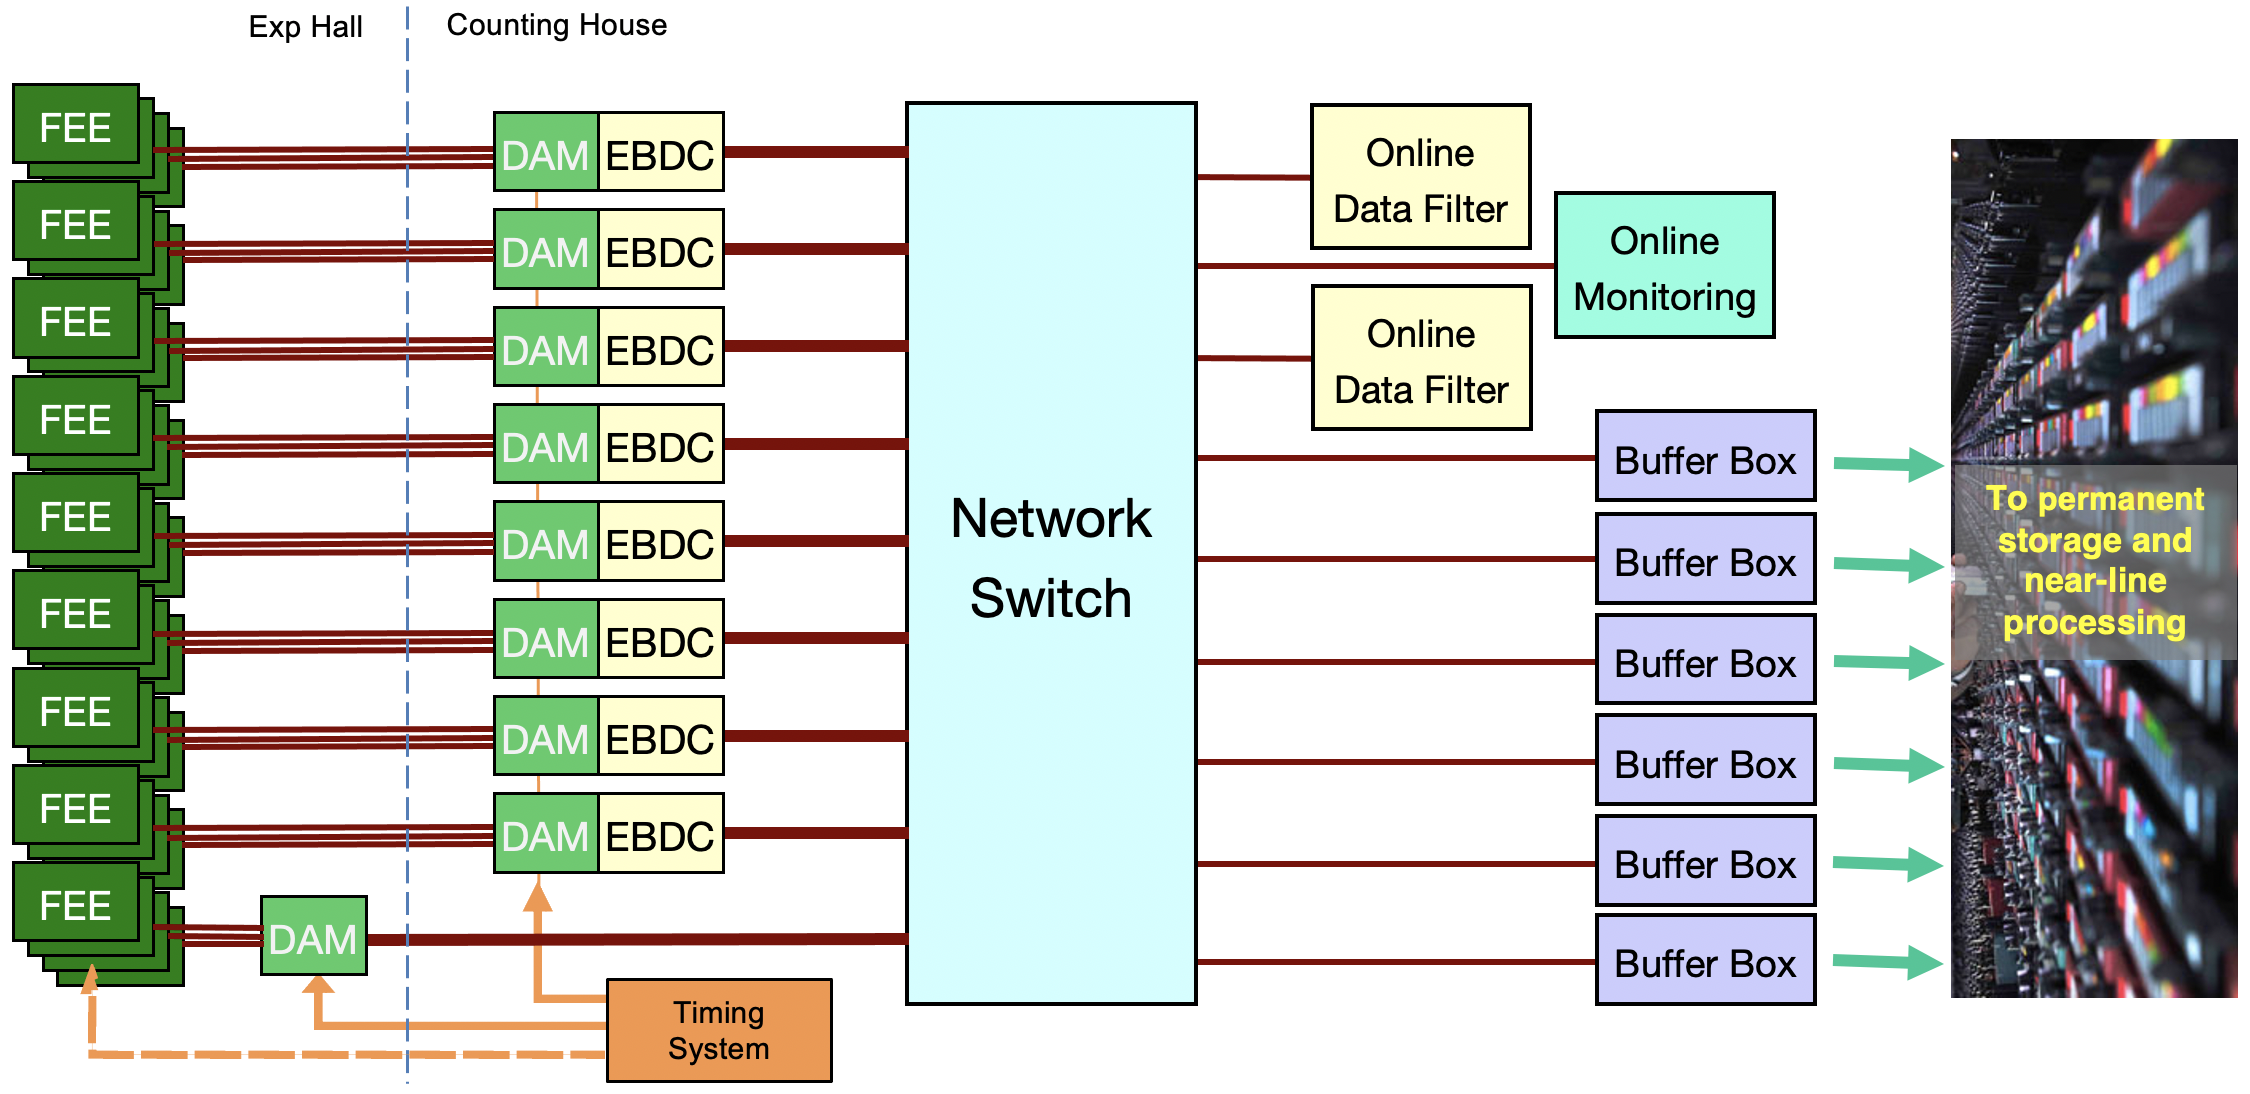 Exp Hall
Counting House
FEE
FEE
FEE
FEE
FEE
FEE
FEE
FEE
FEE
DAM
DAM EBDC
DAM EBDC
DAM EBDC
DAM EBDC
DAM EBDC
DAM EBDC
DAM EBDC
DAM EBDC
Timing
System
Network
Switch
Online
Data Filter
Online
Monitoring
Online
Data Filter
Buffer Box
Buffer Box
Buffer Box
Buffer Box
Buffer Box
Buffer Box
To permanent
storage and
near-line
processing